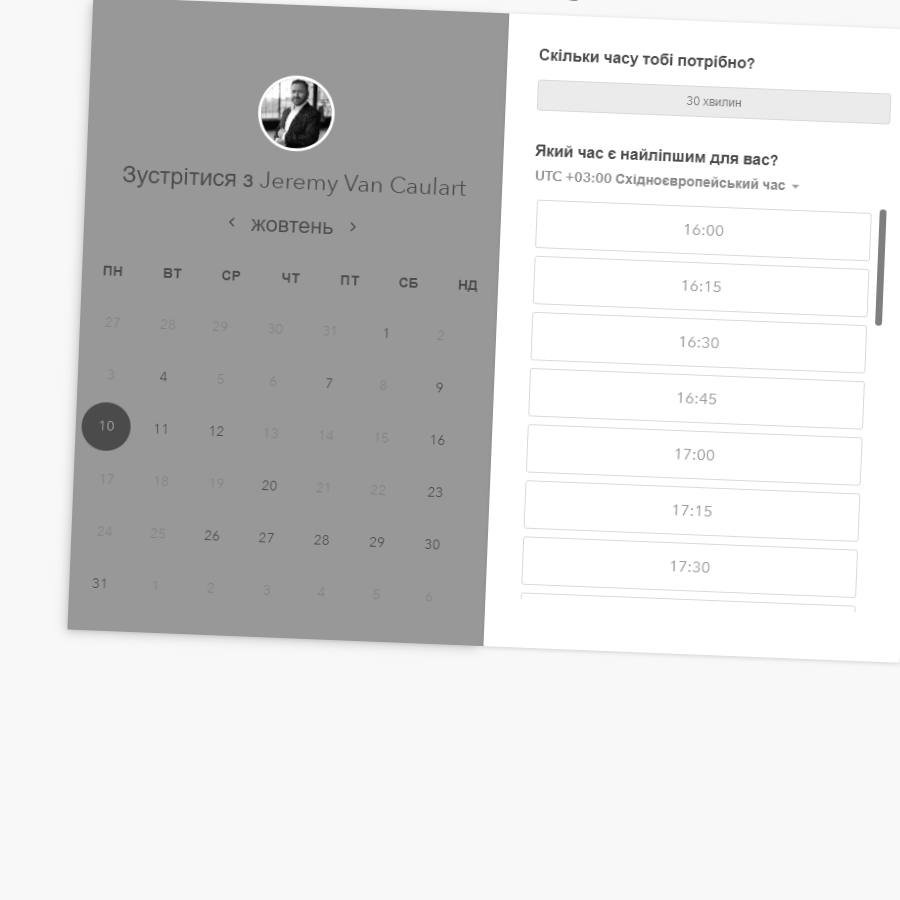 Зустрітися з Jeremy Van Caulart
‹ жовтень ›
ПН ВТ СР ЧТ ПТ СБ НД
27 28 29 30 31 1 2
3 4 5 6 7 8 9
10 11 12 13 14 15 16
17 18 19 20 21 22 23
24 25 26 27 28 29 30
31 1 2 3 4 5 6
Скільки часу тобі потрібно?
30 хвилин
Який час є найліпшим для вас?
UTC +03:00 Східноєвропейський час
16:00
16:15
16:30
16:45
17:00
17:15
17:30